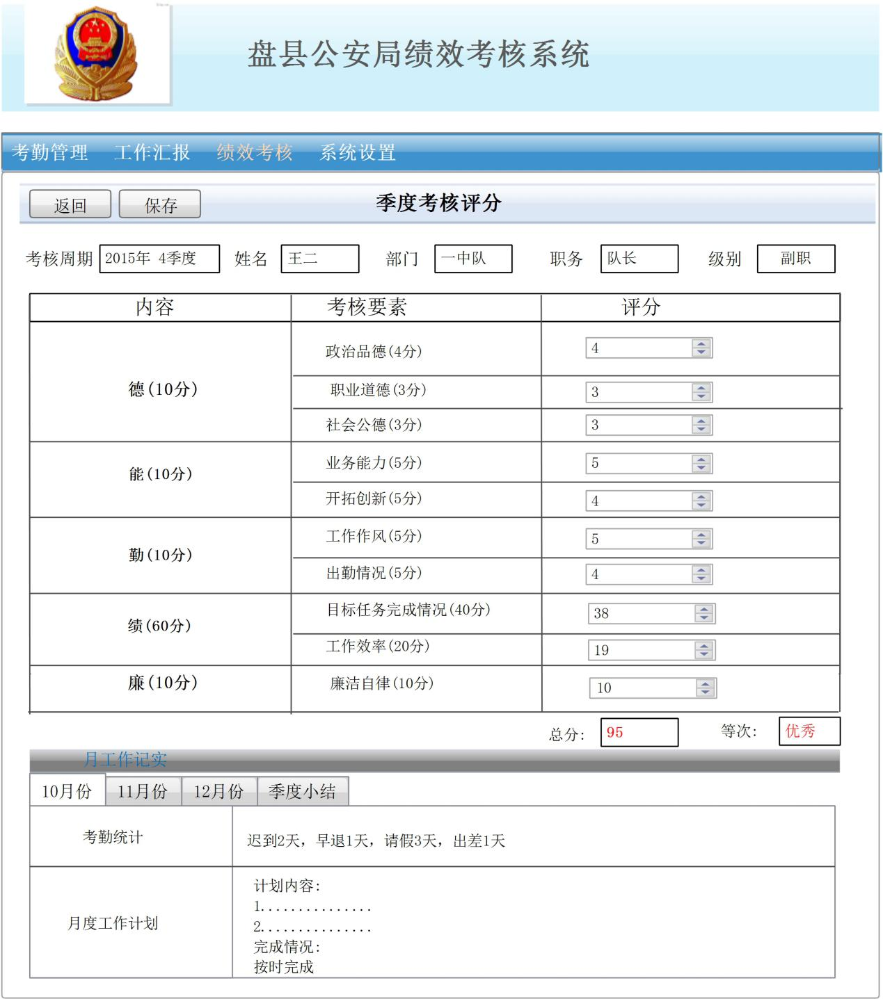 盘县公安局绩效考核系统
考勤管理 工作汇报 绩效考核 系统设置
返回 保存 季度考核评分
考核周期 2015年 4季度 姓名 王二 部门 一中队 职务 队长 级别 副职
内容 考核要素 评分
政治品德(4分) 4
德(10分) 职业道德(3分) 3
社会公德(3分) 3
能(10分) 业务能力(5分) 5
开拓创新(5分) 4
勤(10分) 工作作风(5分) 5
出勤情况(5分) 4
绩(60分) 目标任务完成情况(40分) 38
工作效率(20分) 19
廉(10分) 廉洁自律(10分) 10
总分: 95 等次: 优秀
月工作记实
10月份 11月份 12月份 季度小结
考勤统计 迟到2天，早退1天，请假3天，出差1天
月度工作计划
计划内容:
1...............
2...............
完成情况:
按时完成